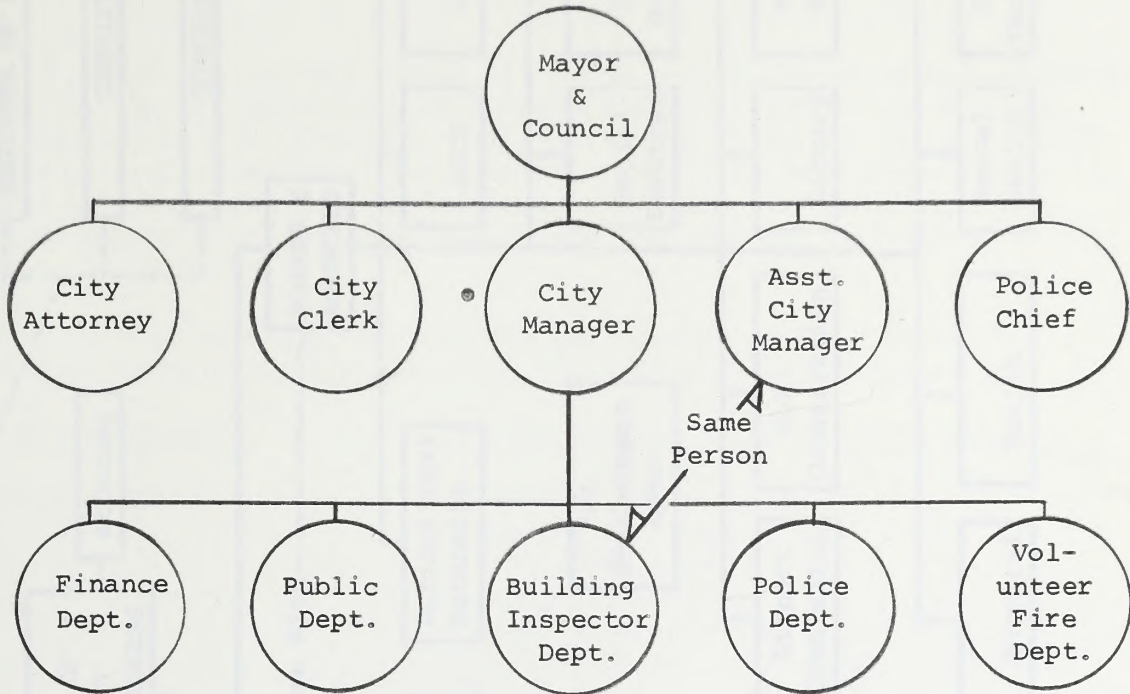 Mayor
&
Council
City
Attorney
City
Clerk
City
Manager
Asst.
City
Manager
Police
Chief
Same
Person
Finance
Dept.
Public
Dept.
Building
Inspector
Dept.
Police
Dept.
Vol-
unteer
Fire
Dept.